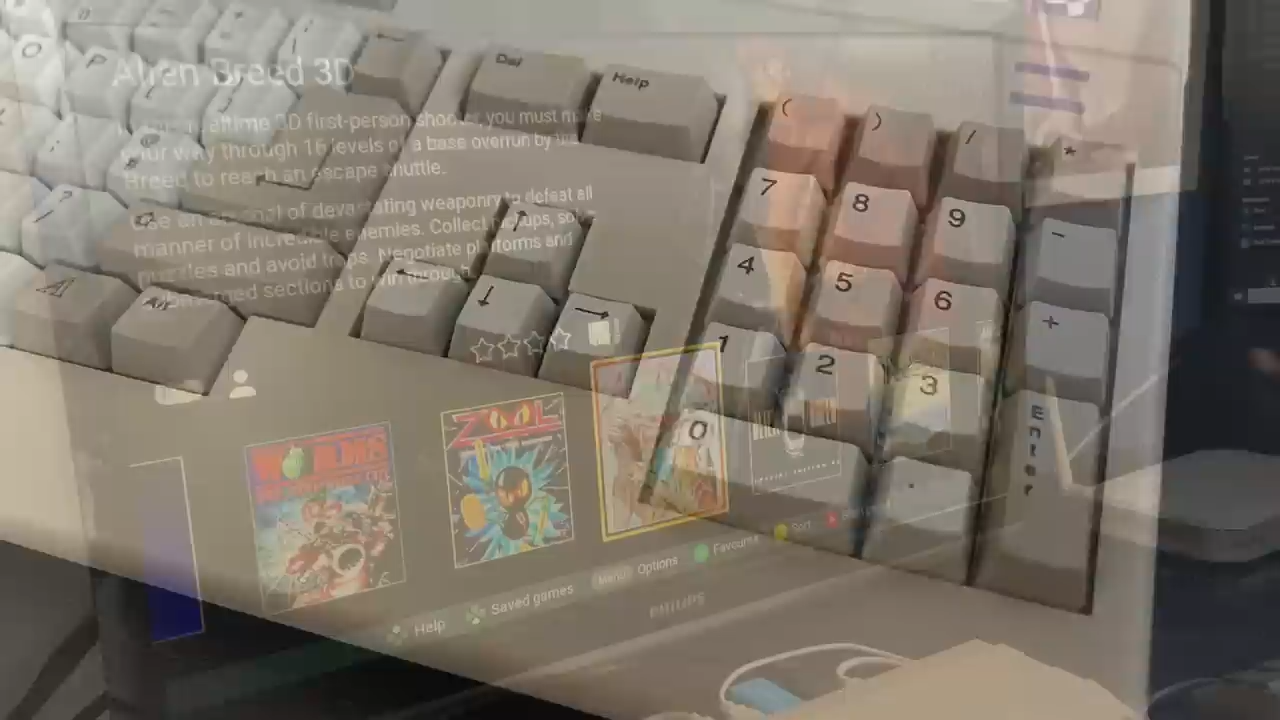 Alien Breed 3D
In this realtime 3D first-person shooter, you must make
your way through 16 levels of a base overrun by the
Breed to reach an escape shuttle.
Use an arsenal of devastating weaponry to defeat all
manner of incredible enemies. Collect pickups, solve
puzzles and avoid traps. Negotiate platforms and
submerged sections to win through.
Del
Help
( ) / *
7 8 9 -
4 5 6 +
1 2 3
Enter
0 .
O P
A
Alt
WORMS
ZOOL
Help
Saved games
Menu
Options
Favourite
Sort
PHILIPS